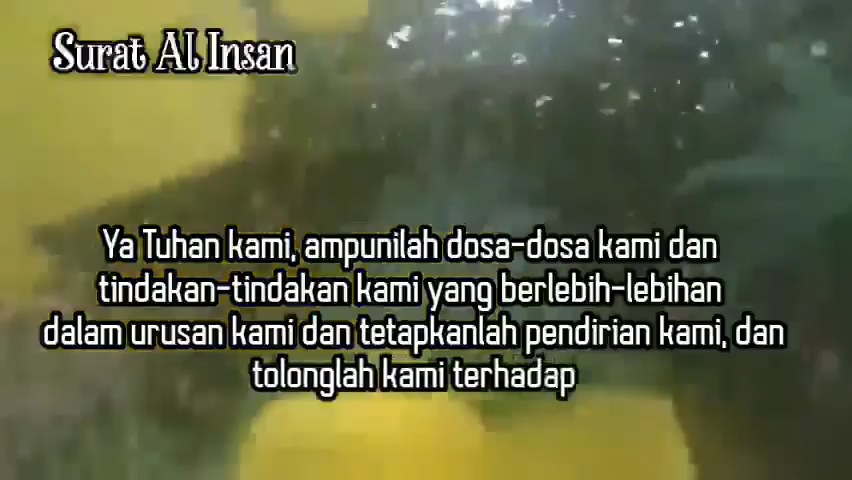 Surat Al Insan
Ya Tuhan kami, ampunilah dosa-dosa kami dan
tindakan-tindakan kami yang berlebih-lebihan
dalam urusan kami dan tetapkanlah pendirian kami, dan
tolonglah kami terhadap